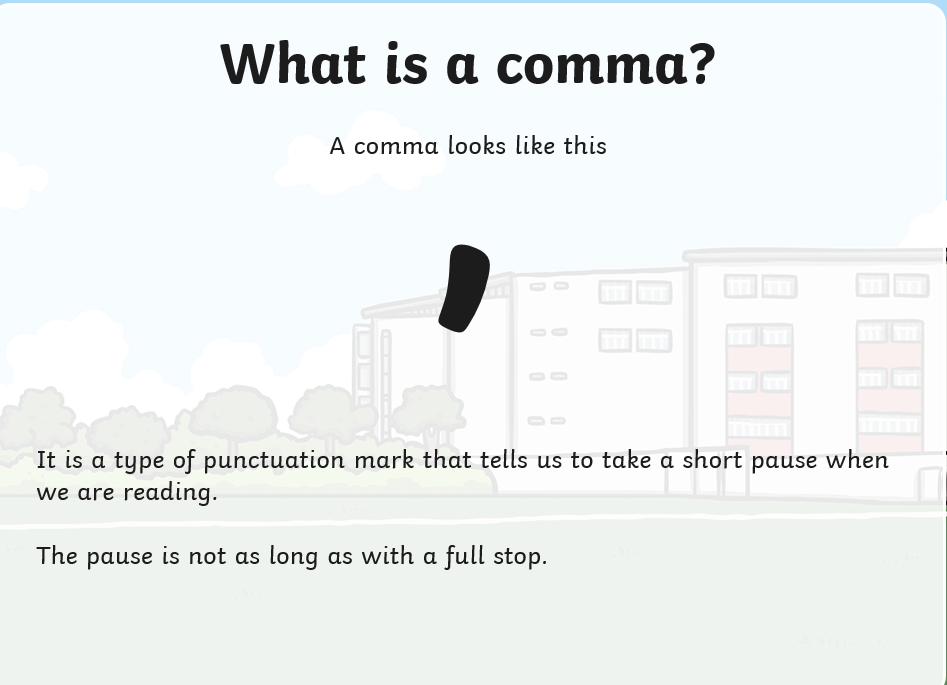 What is a comma?
A comma looks like this
,
It is a type of punctuation mark that tells us to take a short pause when
we are reading.
The pause is not as long as with a full stop.